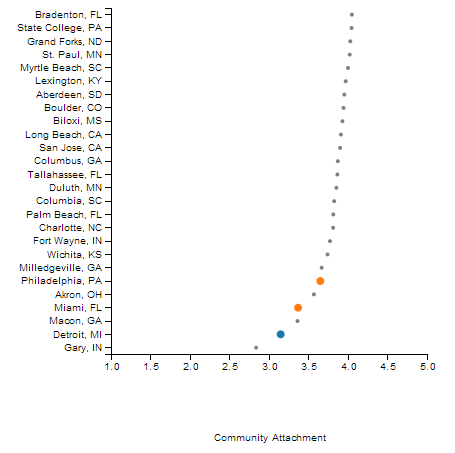 Bradenton, FL
State College, PA
Grand Forks, ND
St. Paul, MN
Myrtle Beach, SC
Lexington, KY
Aberdeen, SD
Boulder, CO
Biloxi, MS
Long Beach, CA
San Jose, CA
Columbus, GA
Tallahassee, FL
Duluth, MN
Columbia, SC
Palm Beach, FL
Charlotte, NC
Fort Wayne, IN
Wichita, KS
Milledgeville, GA
Philadelphia, PA
Akron, OH
Miami, FL
Macon, GA
Detroit, MI
Gary, IN
1.0 1.5 2.0 2.5 3.0 3.5 4.0 4.5 5.0
Community Attachment